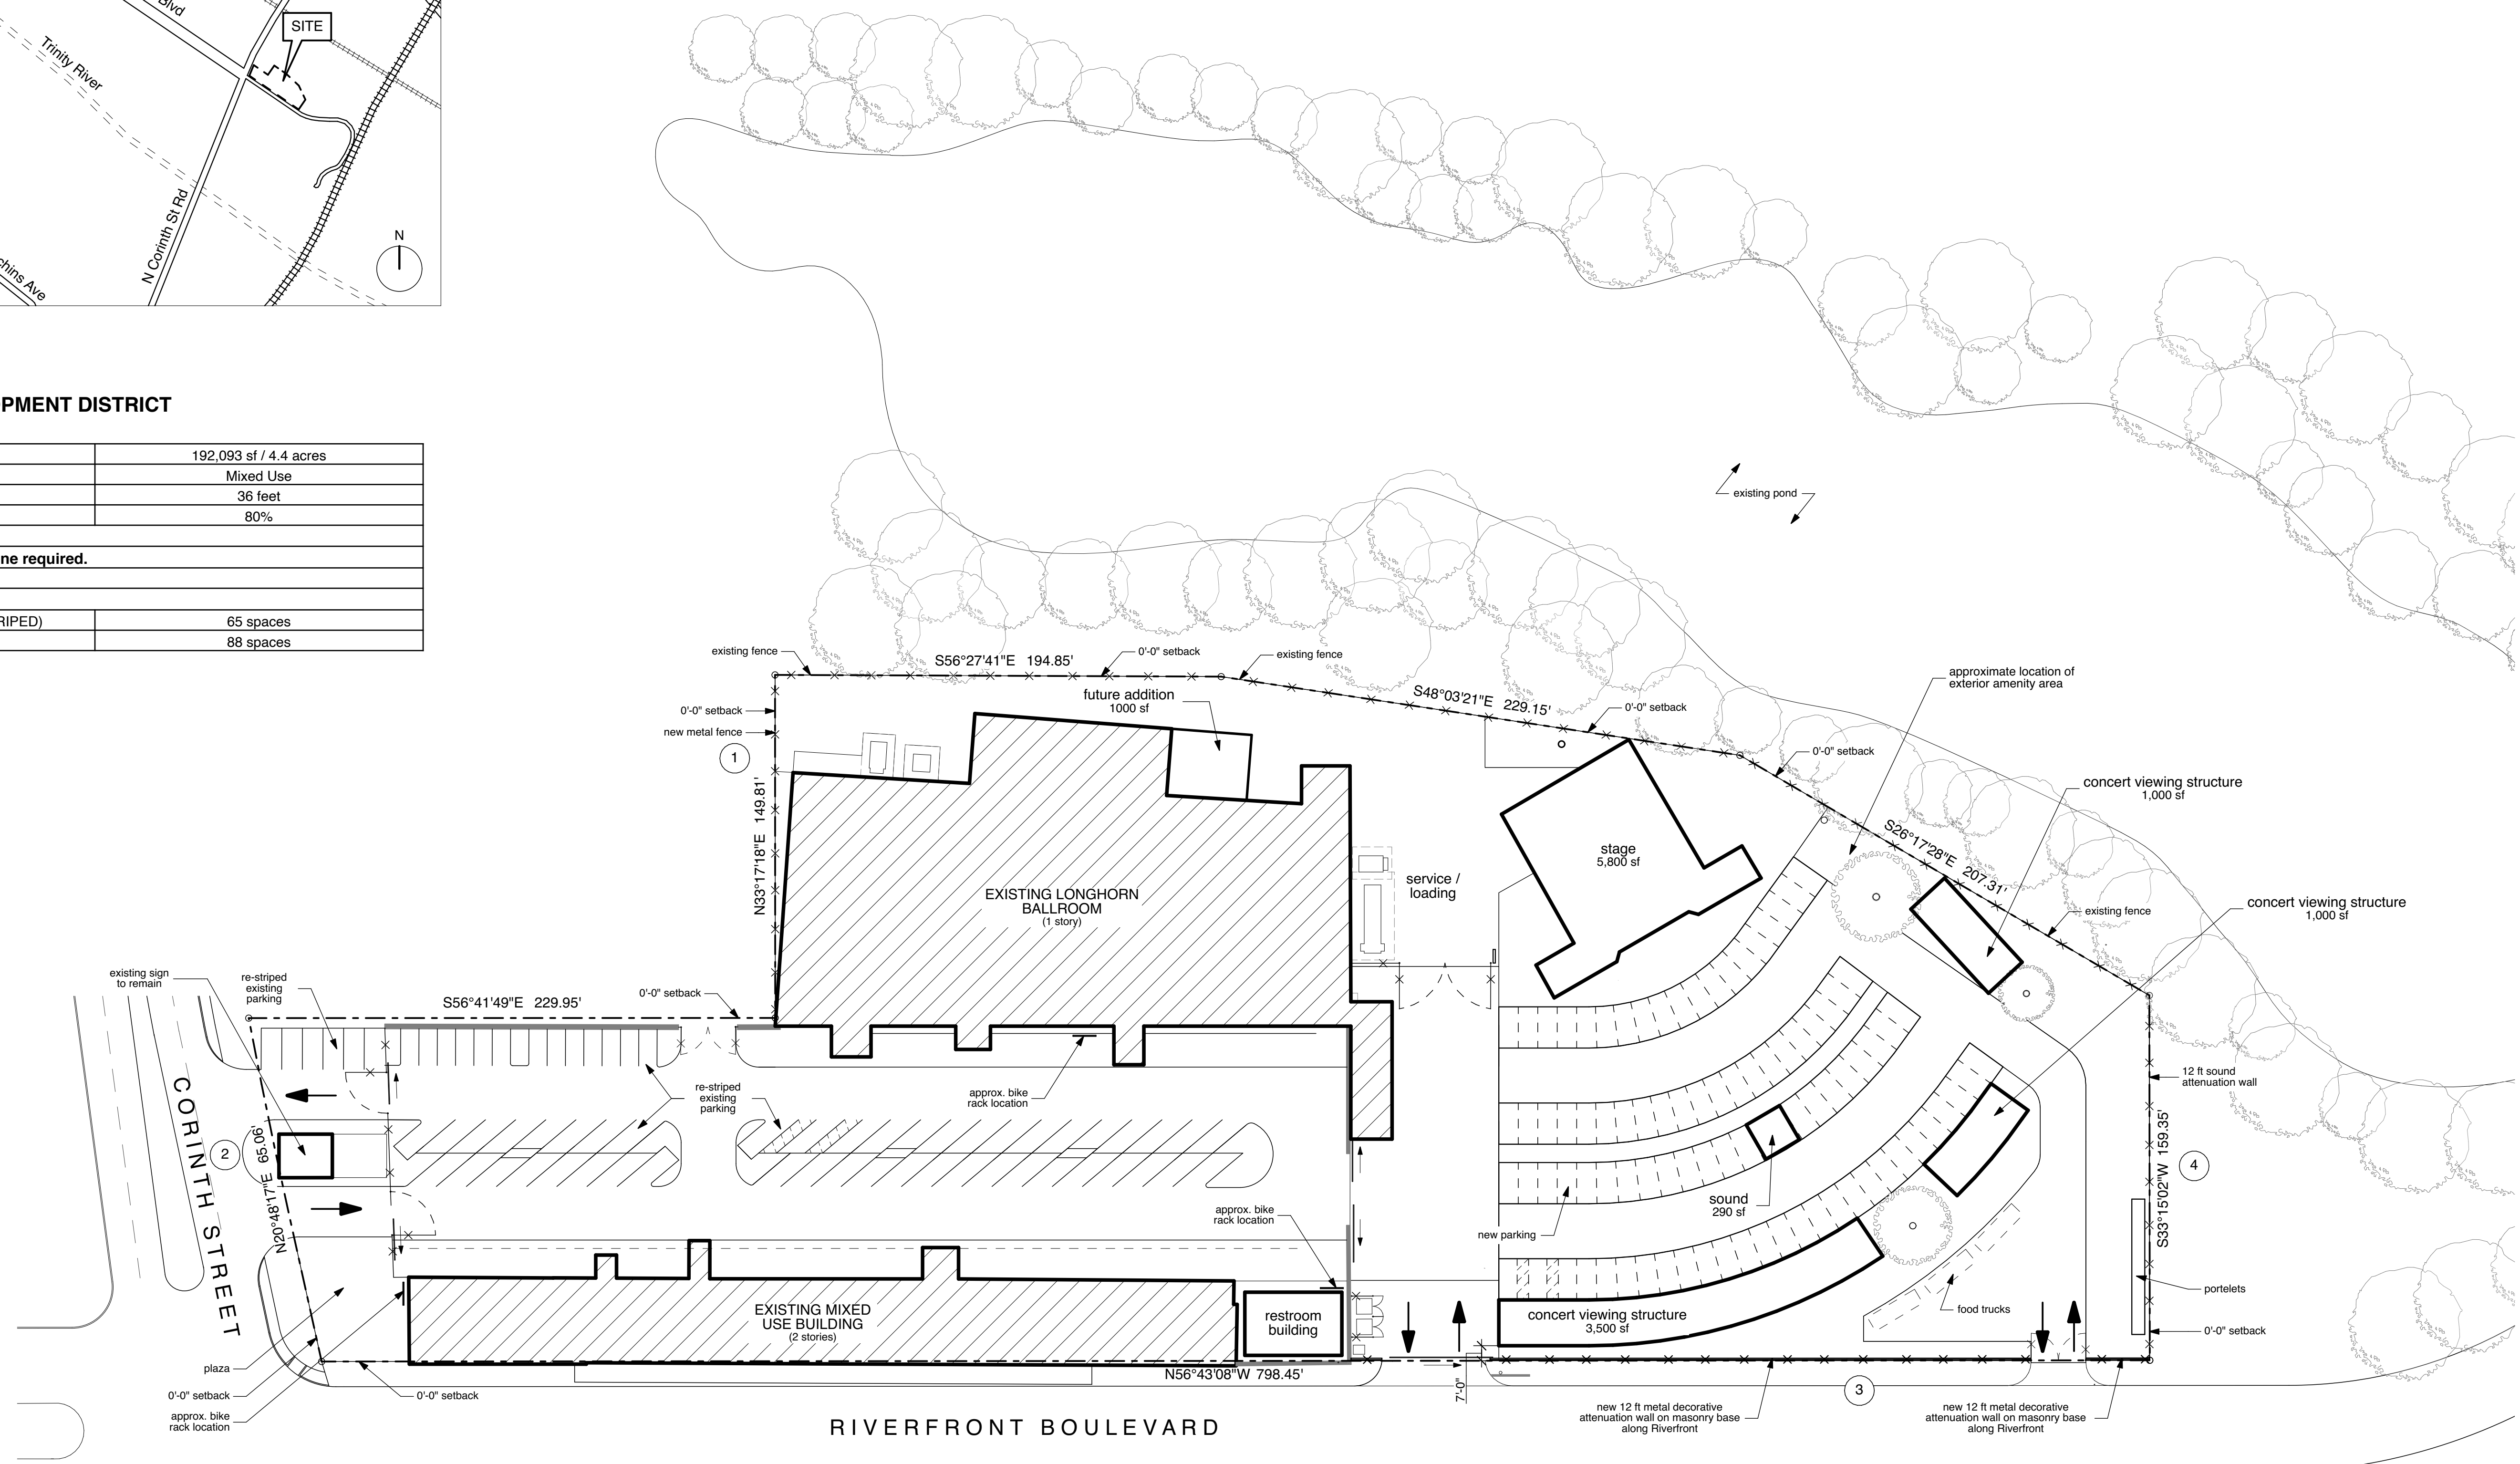 Blvd
SITE
Trinity River
N Corinth St Rd
N
OPMENT DISTRICT
192,093 sf / 4.4 acres
Mixed Use
36 feet
80%
ne required.
RIPED)
65 spaces
88 spaces
existing pond
existing fence
S56°27'41"E 194.85'
0'-0" setback
existing fence
future addition
1000 sf
S48°03'21"E 229.15'
0'-0" setback
0'-0" setback
new metal fence
1
N33°17'18"E 149.81'
approximate location of
exterior amenity area
0'-0" setback
concert viewing structure
1,000 sf
S26°17'28"E 207.31'
existing fence
concert viewing structure
1,000 sf
stage
5,800 sf
service /
loading
EXISTING LONGHORN
BALLROOM
(1 story)
existing sign
to remain
re-striped
existing
parking
S56°41'49"E 229.95'
0'-0" setback
re-striped
existing
parking
approx. bike
rack location
12 ft sound
attenuation wall
CORINTH STREET
2
N20°48'17"E 65.06'
4
S33°15'02"W 159.35'
sound
290 sf
approx. bike
rack location
new parking
portelets
food trucks
0'-0" setback
EXISTING MIXED
USE BUILDING
(2 stories)
restroom
building
concert viewing structure
3,500 sf
plaza
0'-0" setback
0'-0" setback
approx. bike
rack location
N56°43'08"W 798.45'
7'-0"
3
new 12 ft metal decorative
attenuation wall on masonry base
along Riverfront
new 12 ft metal decorative
attenuation wall on masonry base
along Riverfront
RIVERFRONT BOULEVARD